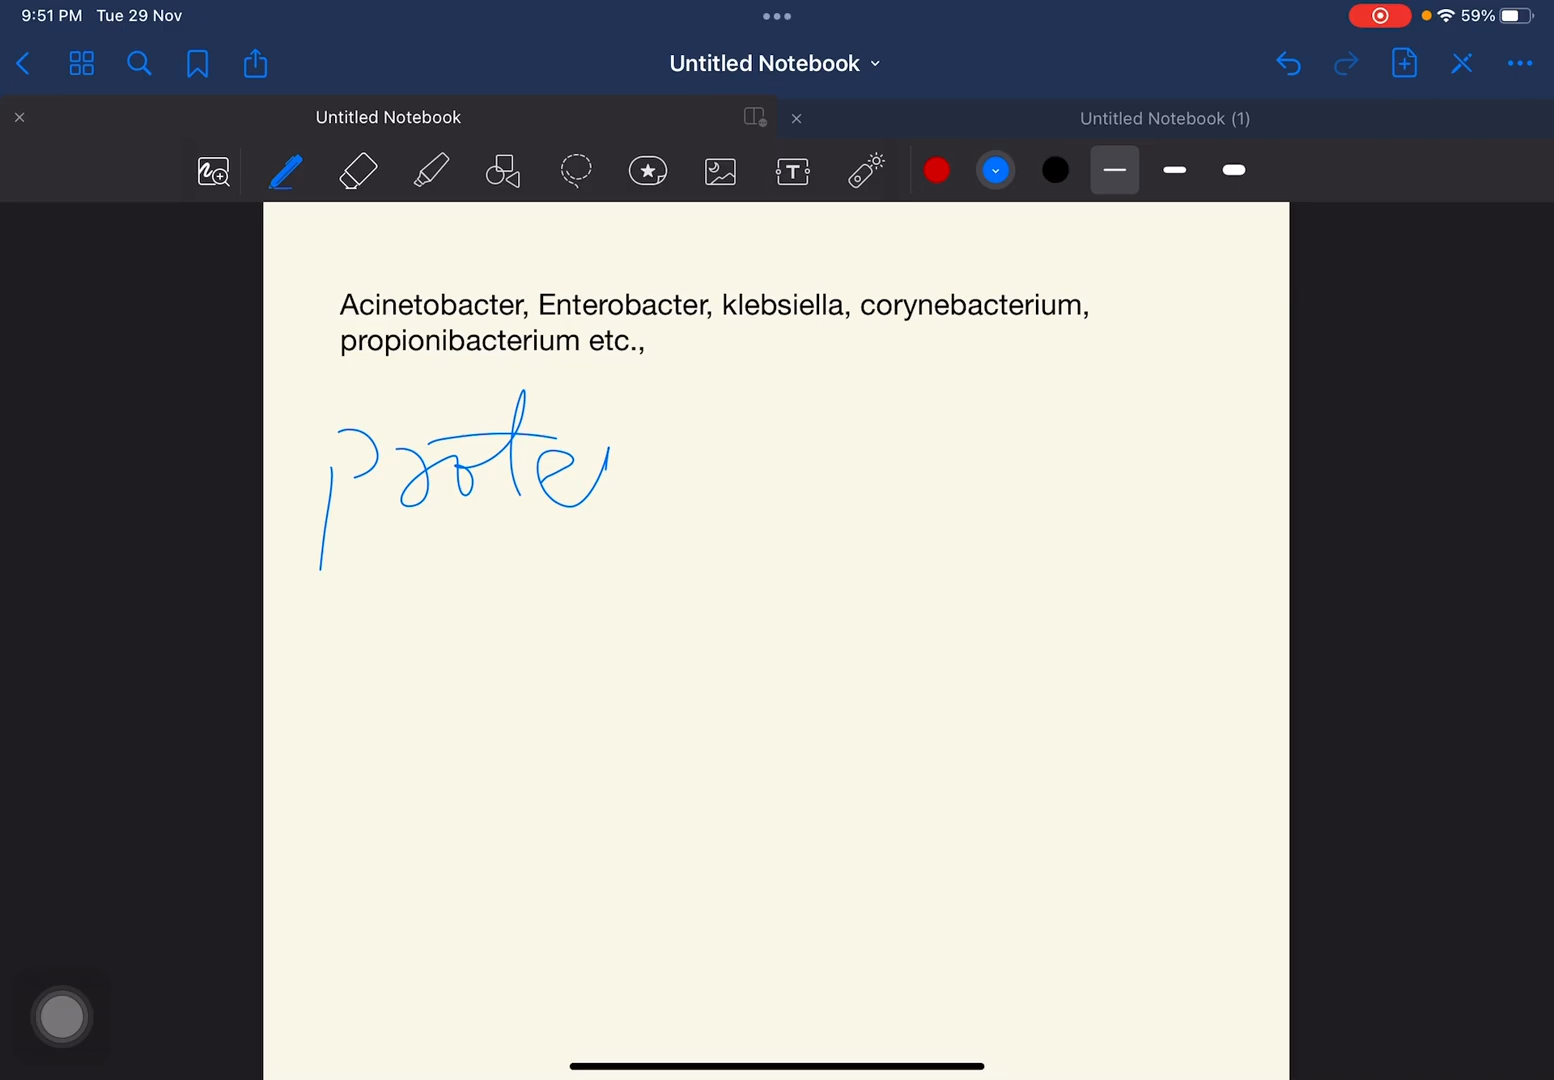 9:51 PM Tue 29 Nov
59%
Untitled Notebook
Untitled Notebook
Untitled Notebook (1)
T
Acinetobacter, Enterobacter, klebsiella, corynebacterium,
propionibacterium etc.,
prote